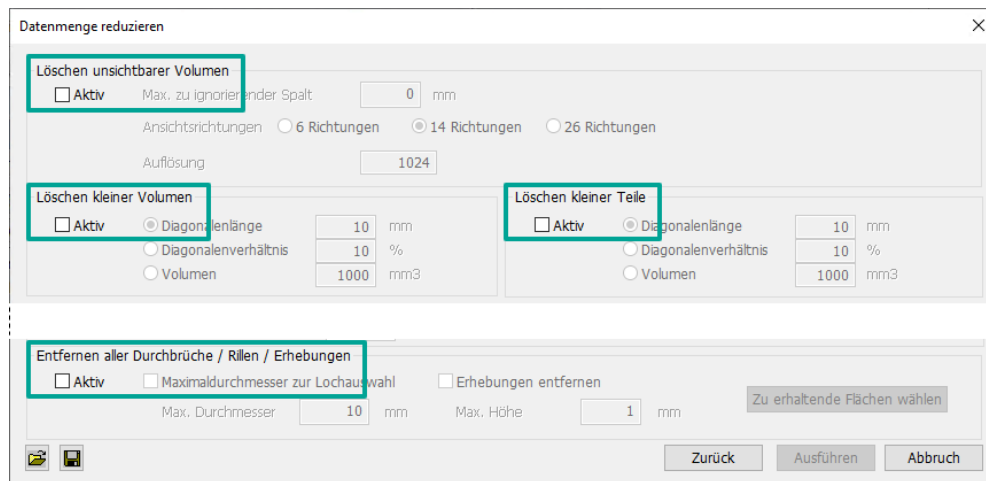 Datenmenge reduzieren
Löschen unsichtbarer Volumen
Aktiv Max. zu ignorierender Spalt 0 mm
Ansichtsrichtungen 6 Richtungen 14 Richtungen 26 Richtungen
Auflösung 1024
Löschen kleiner Volumen
Aktiv Diagonalenlänge 10 mm
Diagonalenverhältnis 10 %
Volumen 1000 mm3
Löschen kleiner Teile
Aktiv Diagonalenlänge 10 mm
Diagonalenverhältnis 10 %
Volumen 1000 mm3
Entfernen aller Durchbrüche / Rillen / Erhebungen
Aktiv Maximaldurchmesser zur Lochauswahl Erhebungen entfernen
Max. Durchmesser 10 mm Max. Höhe 1 mm
Zu erhaltende Flächen wählen
Zurück Ausführen Abbruch